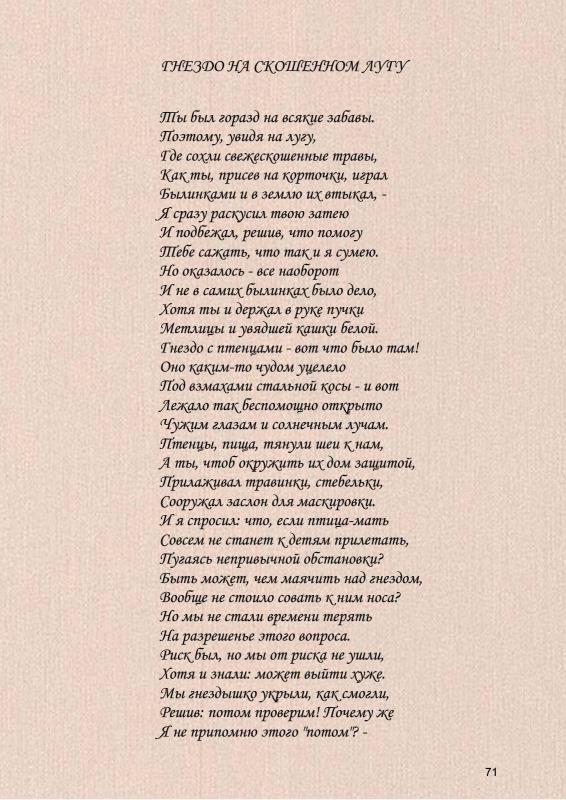 ГНЕЗДО НА СКОШЕННОМ ЛУГУ
Ты был горазд на всякие забавы.
Поэтому, увидя на лугу,
Где сохли свежескошенные травы,
Как ты, присев на корточки, играл
Былинками и в землю их втыкал, -
Я сразу раскусил твою затею
И подбежал, решив, что помогу
Тебе сажать, что так и я сумею.
Но оказалось - все наоборот
И не в самих былинках было дело,
Хотя ты и держал в руке пучки
Метлицы и увядшей кашки белой.
Гнездо с птенцами - вот что было там!
Оно каким-то чудом уцелело
Под взмахами стальной косы - и вот
Лежало так беспомощно открыто
Чужим глазам и солнечным лучам.
Птенцы, пища, тянули шеи к нам,
А ты, чтоб окружить их дом защитой,
Прилаживал травинки, стебельки,
Сооружал заслон для маскировки.
И я спросил: что, если птица-мать
Совсем не станет к детям прилетать,
Пугаясь непривычной обстановки?
Быть может, чем маячить над гнездом,
Вообще не стоило совать к ним носа?
Но мы не стали времени терять
На разрешенье этого вопроса.
Риск был, но мы от риска не ушли,
Хотя и знали: может выйти хуже.
Мы гнездышко укрыли, как смогли,
Решив: потом проверим! Почему же
Я не припомню этого "потом"? -
71